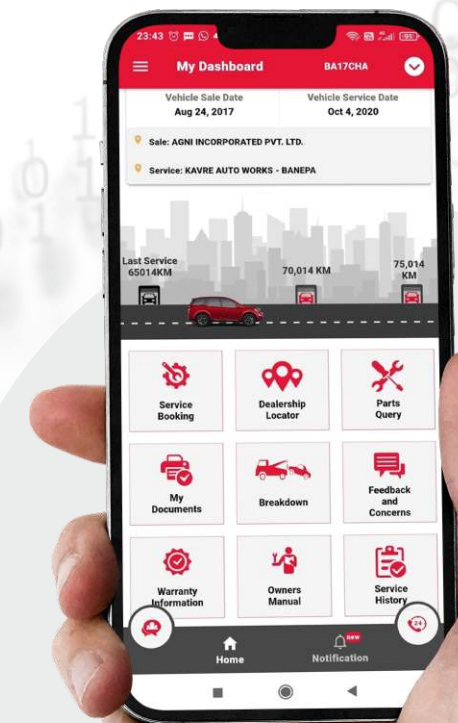 23:43
My Dashboard
BA17CHA
Vehicle Sale Date
Aug 24, 2017
Vehicle Service Date
Oct 4, 2020
Sale: AGNI INCORPORATED PVT. LTD.
Service: KAVRE AUTO WORKS - BANEPA
Last Service
65014KM
70,014 KM
75,014
KM
Service
Booking
Dealership
Locator
Parts
Query
My
Documents
Breakdown
Feedback
and
Concerns
Warranty
Information
Owners
Manual
Service
History
24
Home
new
Notification